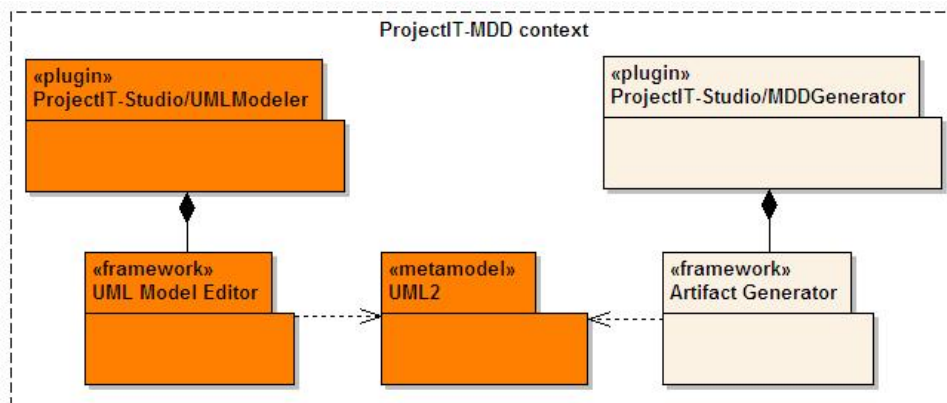 ProjectIT-MDD context
«plugin»
ProjectIT-Studio/UMLModeler
«plugin»
ProjectIT-Studio/MDDGenerator
«framework»
UML Model Editor
«metamodel»
UML2
«framework»
Artifact Generator